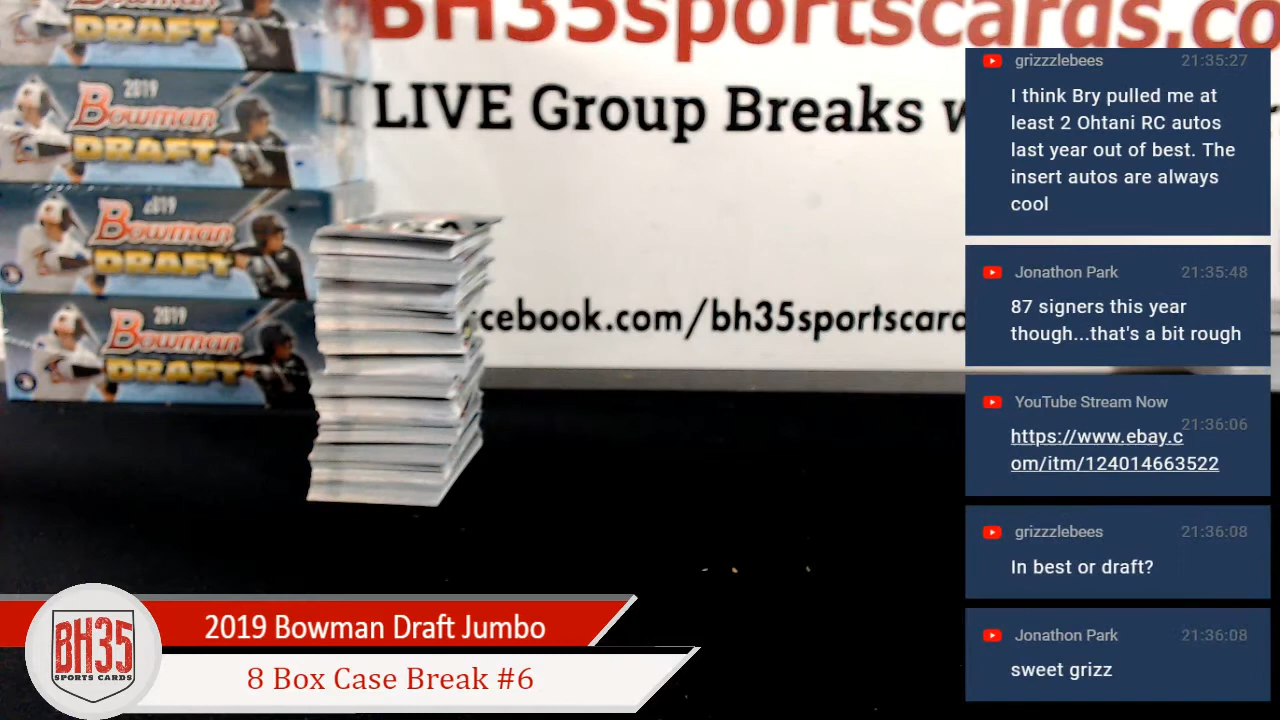 BH35sportscards.co
LIVE Group Breaks
cebook.com/bh35sportscard
DRAFT
2019
Bowman
DRAFT
2019
Bowman
DRAFT
2019
Bowman
DRAFT
grizzzlebees 21:35:27
I think Bry pulled me at
least 2 Ohtani RC autos
last year out of best. The
insert autos are always
cool
Jonathon Park 21:35:48
87 signers this year
though...that's a bit rough
YouTube Stream Now
21:36:06
https://www.ebay.c
om/itm/124014663522
grizzzlebees 21:36:08
In best or draft?
Jonathon Park 21:36:08
sweet grizz
BH35
SPORTS CARDS
2019 Bowman Draft Jumbo
8 Box Case Break #6